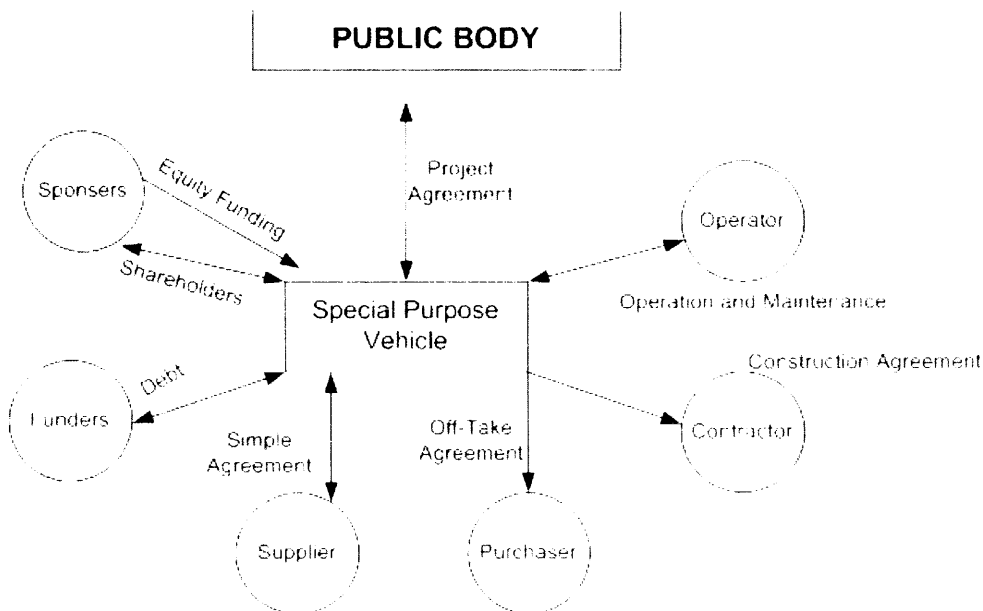 PUBLIC BODY
Project
Agreement
Sponsers
Equity Funding
Shareholders
Operator
Operation and Maintenance
Special Purpose
Vehicle
Construction Agreement
Debt
Funders
Contractor
Off-Take
Agreement
Simple
Agreement
Supplier
Purchaser